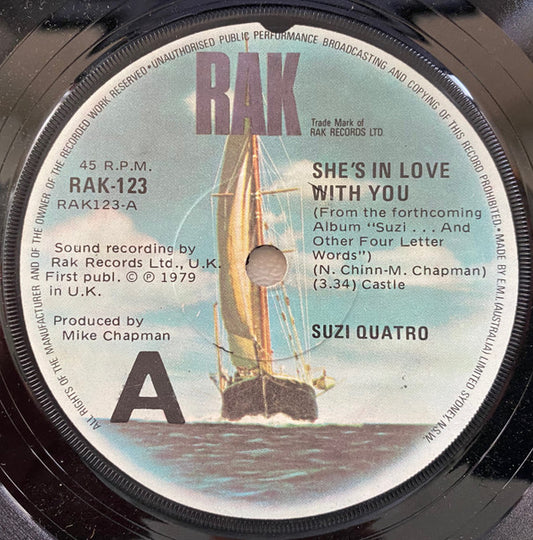 ALL RIGHTS OF THE MANUFACTURER AND OF THE OWNER OF THE RECORDED WORK RESERVED • UNAUTHORISED PUBLIC PERFORMANCE BROADCASTING AND COPYING OF THIS RECORD PROHIBITED. • MADE BY E.M.I. (AUSTRALIA) LIMITED SYDNEY, N.S.W.
RAK
Trade Mark of
RAK RECORDS LTD.
45 R.P.M.
RAK-123
RAK123-A
SHE'S IN LOVE
WITH YOU
(From the forthcoming
Album "Suzi . . . And
Other Four Letter
Words")
(N. Chinn-M. Chapman)
(3.34) Castle
Sound recording by
Rak Records Ltd., U.K.
First publ. © ℗ 1979
in U.K.
SUZI QUATRO
Produced by
Mike Chapman
A